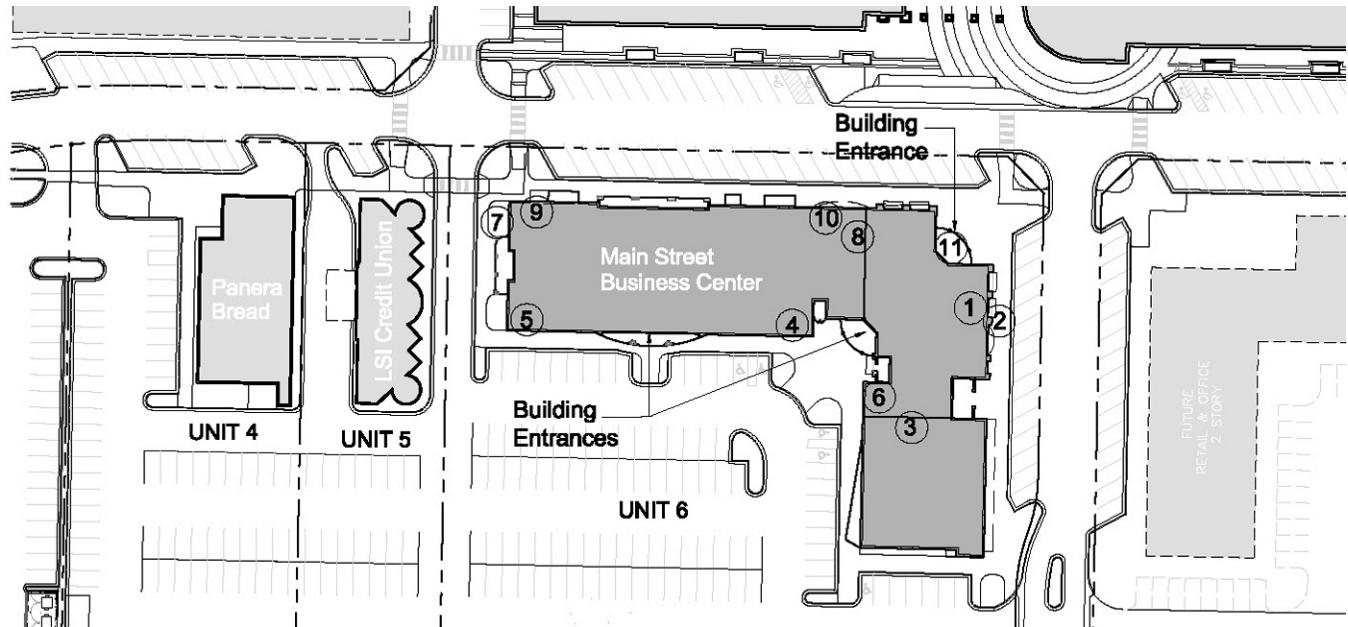 Building
Entrance
9
10
7
8
11
Main Street
Business Center
Panera
Bread
LSI Credit Union
1
2
5
4
6
Building
Entrances
3
UNIT 4
UNIT 5
UNIT 6
FUTURE
RETAIL & OFFICE
2 STORY